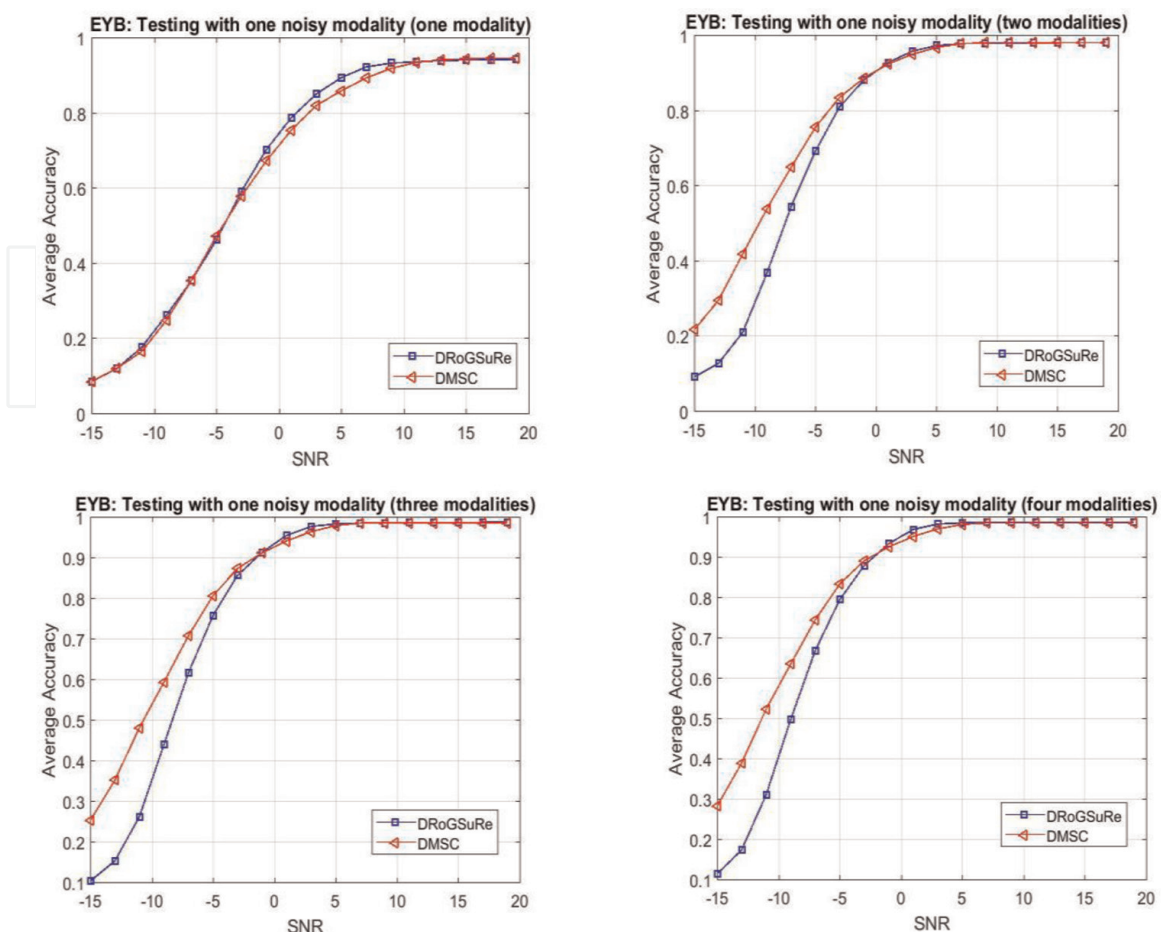 EYB: Testing with one noisy modality (one modality)
1
0.8
0.6
0.4
0.2
0
Average Accuracy
-15 -10 -5 0 5 10 15 20
SNR
DRoGSuRe
DMSC
EYB: Testing with one noisy modality (two modalities)
1
0.8
0.6
0.4
0.2
0
Average Accuracy
-15 -10 -5 0 5 10 15 20
SNR
DRoGSuRe
DMSC
EYB: Testing with one noisy modality (three modalities)
1
0.9
0.8
0.7
0.6
0.5
0.4
0.3
0.2
0.1
Average Accuracy
-15 -10 -5 0 5 10 15 20
SNR
DRoGSuRe
DMSC
EYB: Testing with one noisy modality (four modalities)
1
0.9
0.8
0.7
0.6
0.5
0.4
0.3
0.2
0.1
Average Accuracy
-15 -10 -5 0 5 10 15 20
SNR
DRoGSuRe
DMSC